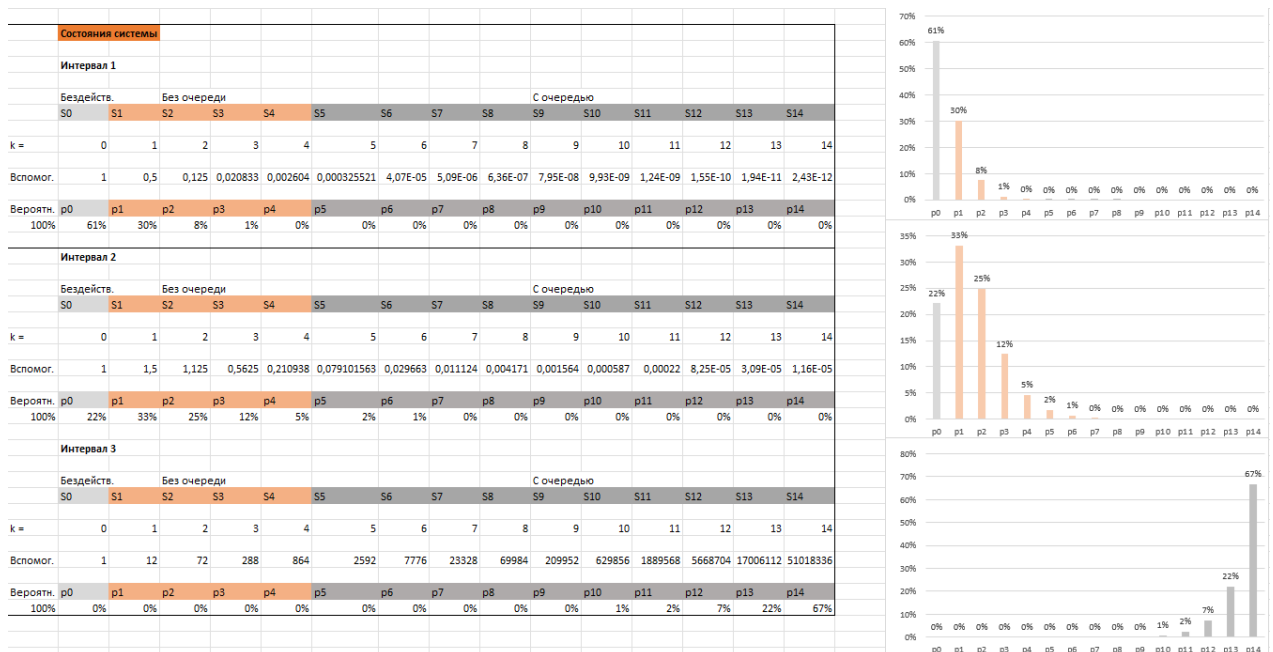 Состояния системы
Интервал 1
Бездейств. Без очереди С очередью
S0 S1 S2 S3 S4 S5 S6 S7 S8 S9 S10 S11 S12 S13 S14
k = 0 1 2 3 4 5 6 7 8 9 10 11 12 13 14
Вспомог. 1 0,5 0,125 0,020833 0,002604 0,000325521 4,07E-05 5,09E-06 6,36E-07 7,95E-08 9,93E-09 1,24E-09 1,55E-10 1,94E-11 2,43E-12
Вероятн. p0 p1 p2 p3 p4 p5 p6 p7 p8 p9 p10 p11 p12 p13 p14
100% 61% 30% 8% 1% 0% 0% 0% 0% 0% 0% 0% 0% 0% 0% 0%
Интервал 2
Бездейств. Без очереди С очередью
S0 S1 S2 S3 S4 S5 S6 S7 S8 S9 S10 S11 S12 S13 S14
k = 0 1 2 3 4 5 6 7 8 9 10 11 12 13 14
Вспомог. 1 1,5 1,125 0,5625 0,210938 0,079101563 0,029663 0,011124 0,004171 0,001564 0,000587 0,00022 8,25E-05 3,09E-05 1,16E-05
Вероятн. p0 p1 p2 p3 p4 p5 p6 p7 p8 p9 p10 p11 p12 p13 p14
100% 22% 33% 25% 12% 5% 2% 1% 0% 0% 0% 0% 0% 0% 0% 0%
Интервал 3
Бездейств. Без очереди С очередью
S0 S1 S2 S3 S4 S5 S6 S7 S8 S9 S10 S11 S12 S13 S14
k = 0 1 2 3 4 5 6 7 8 9 10 11 12 13 14
Вспомог. 1 12 72 288 864 2592 7776 23328 69984 209952 629856 1889568 5668704 17006112 51018336
Вероятн. p0 p1 p2 p3 p4 p5 p6 p7 p8 p9 p10 p11 p12 p13 p14
100% 0% 0% 0% 0% 0% 0% 0% 0% 0% 0% 1% 2% 7% 22% 67%
70%
60%
50%
40%
30%
20%
10%
0%
61% 30% 8% 1% 0% 0% 0% 0% 0% 0% 0% 0% 0% 0% 0%
p0 p1 p2 p3 p4 p5 p6 p7 p8 p9 p10 p11 p12 p13 p14
35%
30%
25%
20%
15%
10%
5%
0%
22% 33% 25% 12% 5% 2% 1% 0% 0% 0% 0% 0% 0% 0% 0%
p0 p1 p2 p3 p4 p5 p6 p7 p8 p9 p10 p11 p12 p13 p14
80%
70%
60%
50%
40%
30%
20%
10%
0%
0% 0% 0% 0% 0% 0% 0% 0% 0% 0% 1% 2% 7% 22% 67%
p0 p1 p2 p3 p4 p5 p6 p7 p8 p9 p10 p11 p12 p13 p14